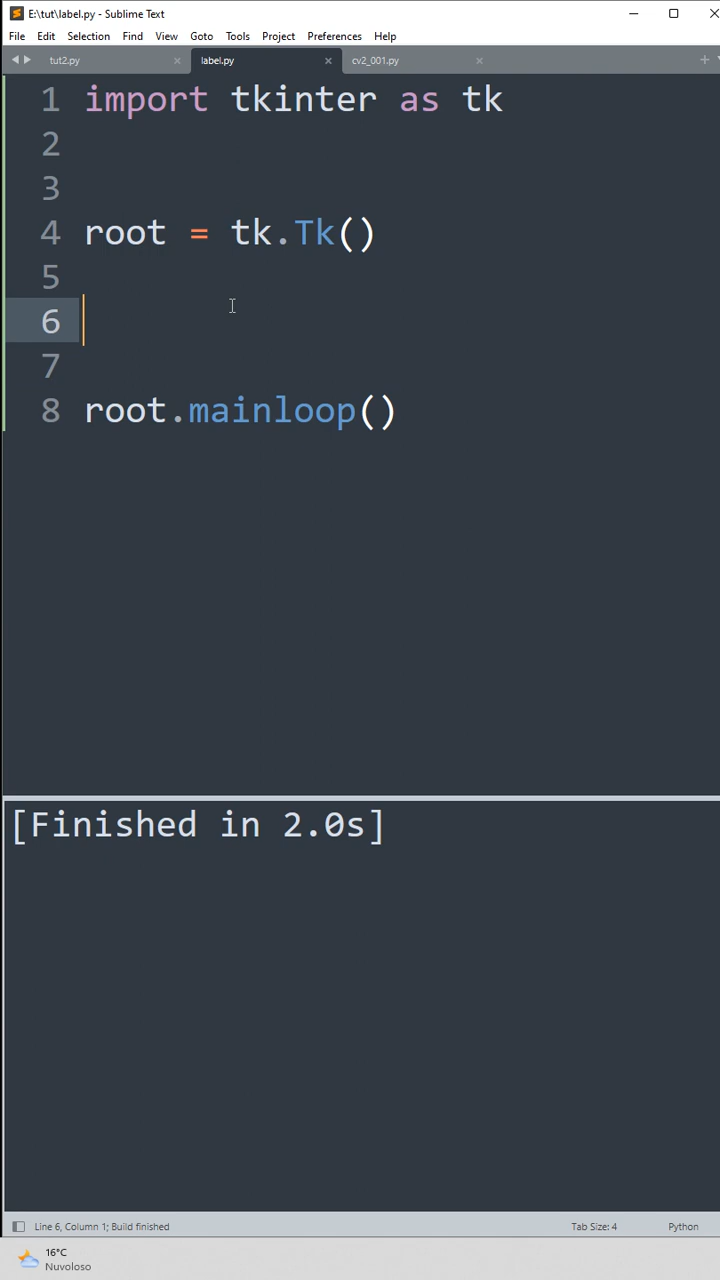 E:\tut\label.py - Sublime Text
File Edit Selection Find View Goto Tools Project Preferences Help
tut2.py label.py cv2_001.py
1 import tkinter as tk
2
3
4 root = tk.Tk()
5
6
7
8 root.mainloop()
[Finished in 2.0s]
Line 6, Column 1; Build finished Tab Size: 4 Python
16°C
Nuvoloso